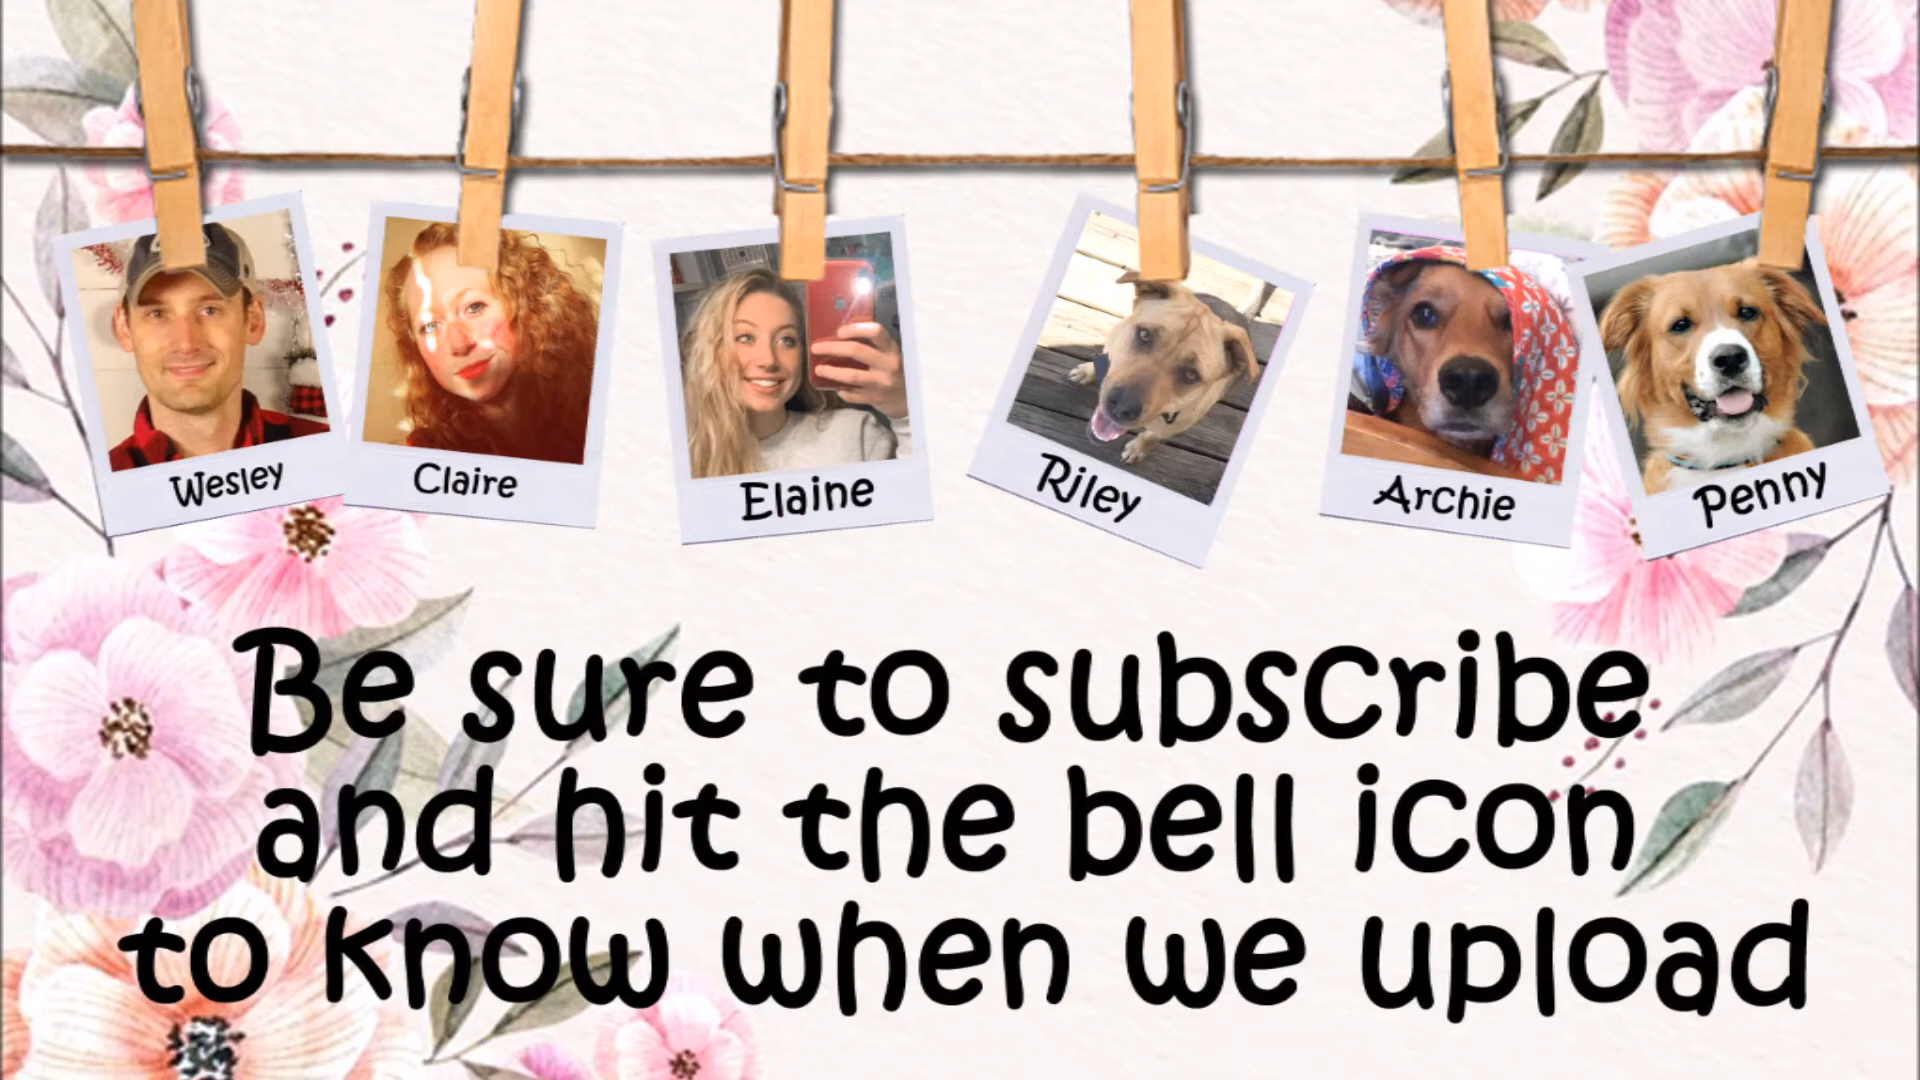 Wesley
Claire
Elaine
Riley
Archie
Penny
Be sure to subscribe
and hit the bell icon
to know when we upload